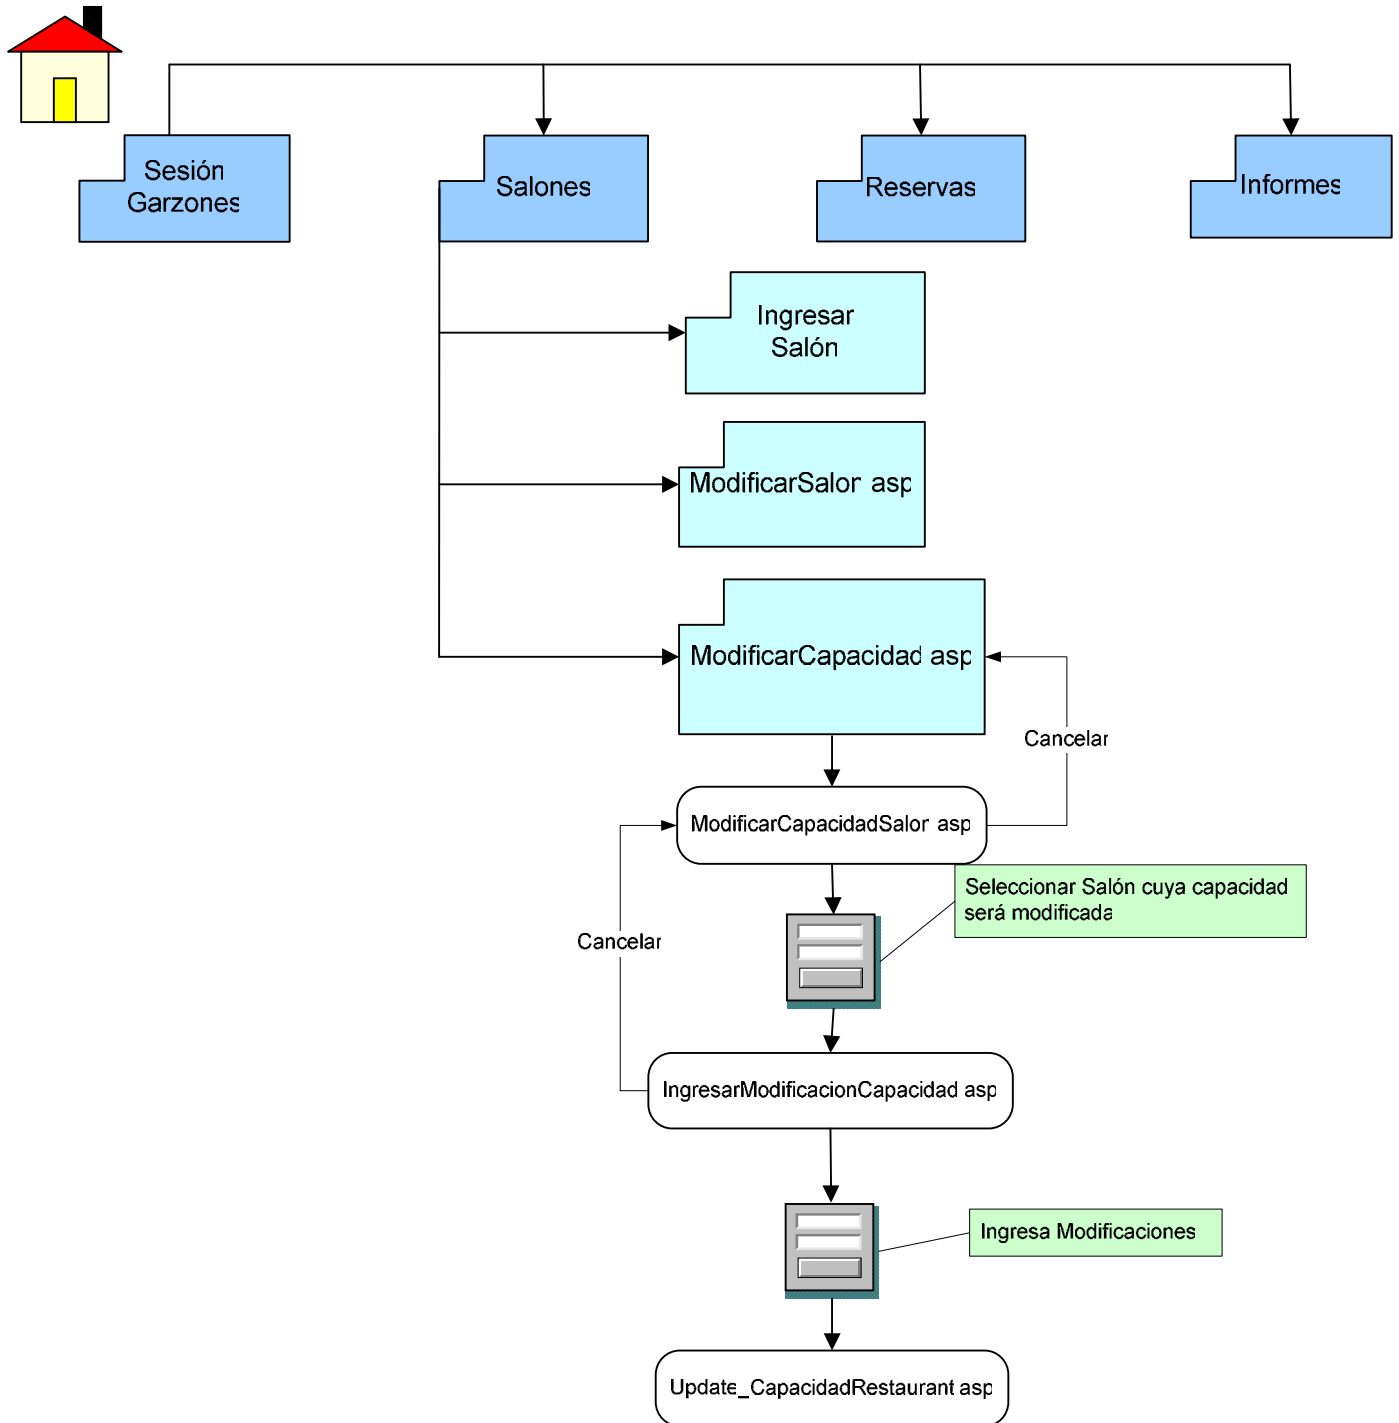 Sesión
Garzones
Salones
Reservas
Informes
Ingresar
Salón
ModificarSalon asp
ModificarCapacidad asp
Cancelar
ModificarCapacidadSalon asp
Seleccionar Salón cuya capacidad
será modificada
Cancelar
IngresarModificacionCapacidad asp
Ingresa Modificaciones
Update_CapacidadRestaurant asp